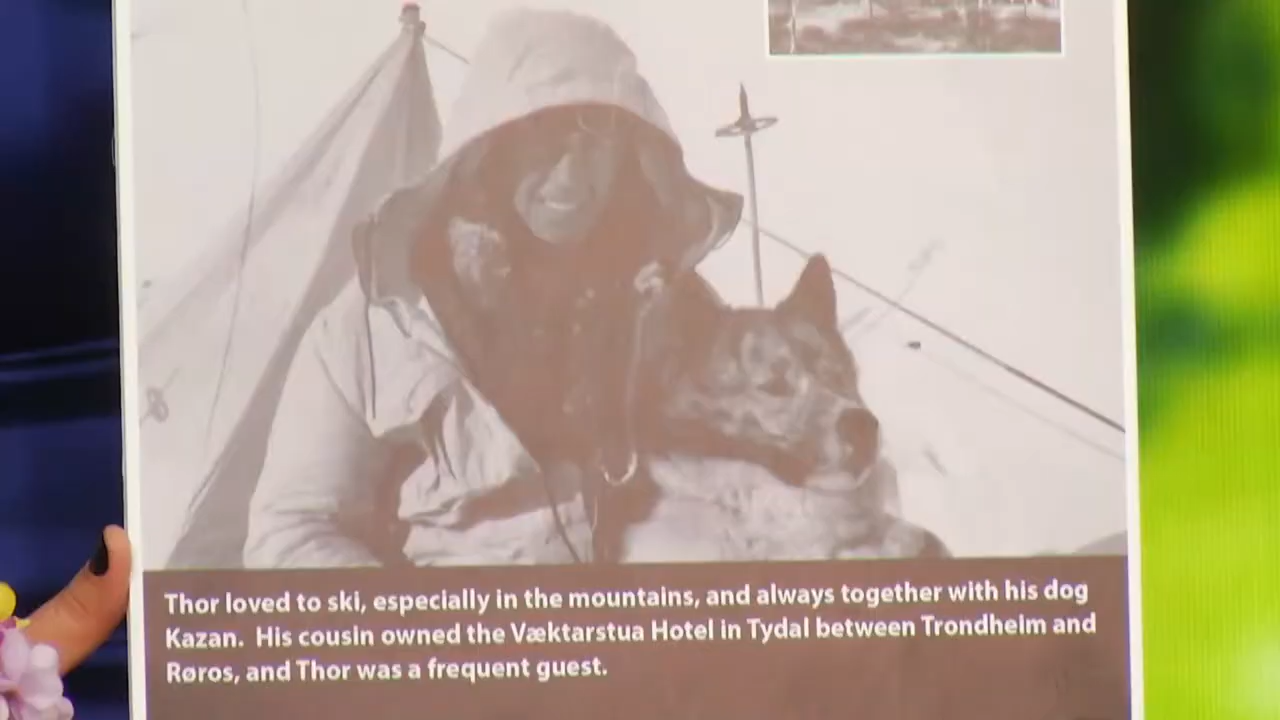 Thor loved to ski, especially in the mountains, and always together with his dog
Kazan.  His cousin owned the Væktarstua Hotel in Tydal between Trondheim and
Røros, and Thor was a frequent guest.